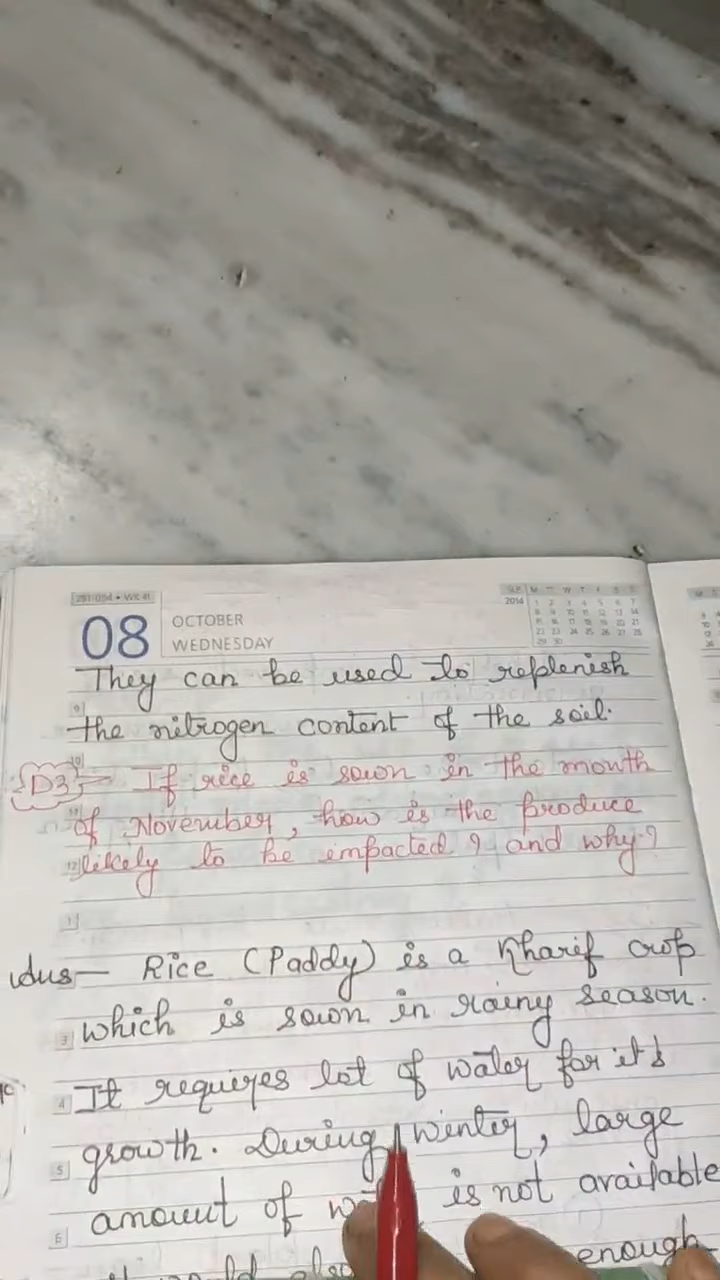 08
OCTOBER
WEDNESDAY
They can be used to replenish
the nitrogen content of the soil.
D3 - If rice is sown in the month
of November, how is the produce
likely to be impacted ? and why?
Ans — Rice (Paddy) is a Kharif crop
which is sown in rainy season.
It requires lot of water for it's
growth. During winter, large
amount of is not available
enough